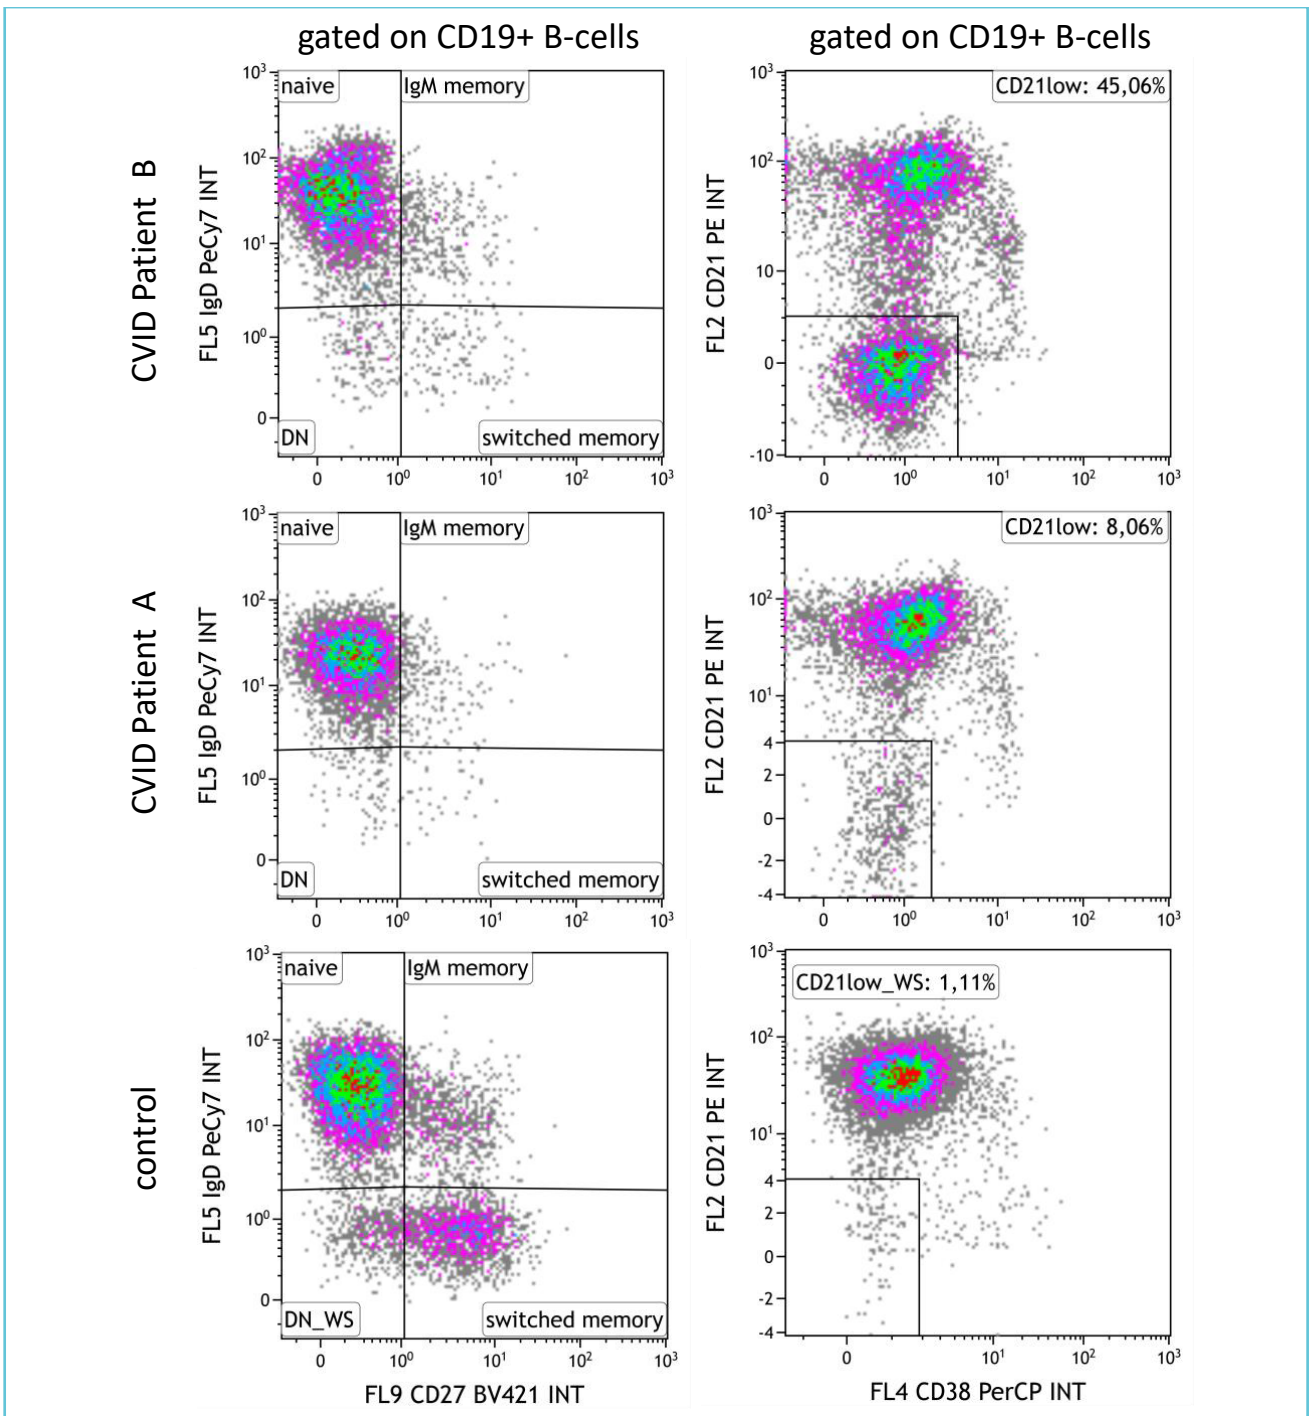 gated on CD19+ B-cells
gated on CD19+ B-cells
CVID Patient B
FL5 IgD PeCy7 INT
10³
10²
10¹
10⁰
0
naive
IgM memory
DN
switched memory
0
10⁰
10¹
10²
10³
FL2 CD21 PE INT
10³
10²
10
0
-10
CD21low: 45,06%
0
10⁰
10¹
10²
10³
CVID Patient A
FL5 IgD PeCy7 INT
10³
10²
10¹
10⁰
0
naive
IgM memory
DN
switched memory
0
10⁰
10¹
10²
10³
FL2 CD21 PE INT
10³
10²
10¹
4
2
0
-2
-4
CD21low: 8,06%
0
10⁰
10¹
10²
10³
control
FL5 IgD PeCy7 INT
10³
10²
10¹
10⁰
0
naive
IgM memory
DN_WS
switched memory
0
10⁰
10¹
10²
10³
FL9 CD27 BV421 INT
FL2 CD21 PE INT
10³
10²
10¹
4
2
0
-2
-4
CD21low_WS: 1,11%
0
10¹
10²
10³
FL4 CD38 PerCP INT